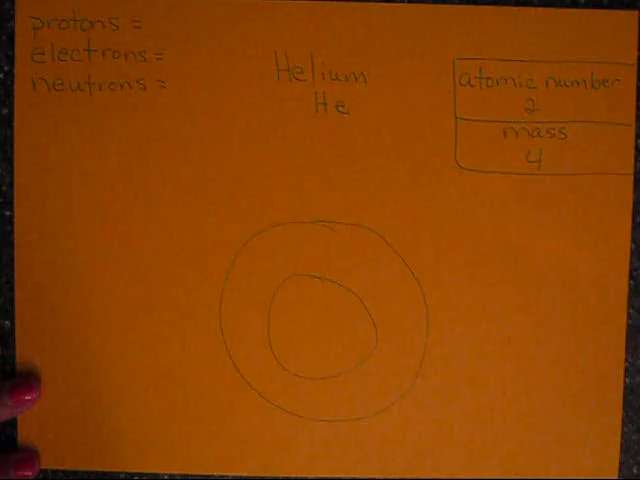 protons =
electrons =
neutrons =
Helium
He
atomic number
2
mass
4